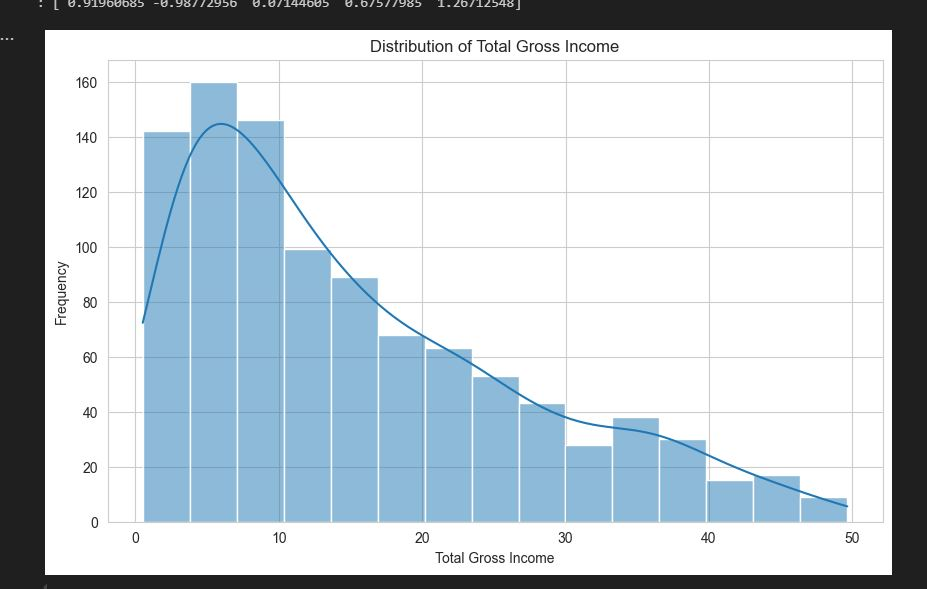 : [ 0.91960685 -0.98772956 0.07144605 0.67577985 1.26712548]
...
Distribution of Total Gross Income
160
140
120
100
80
60
40
20
0
Frequency
0 10 20 30 40 50
Total Gross Income